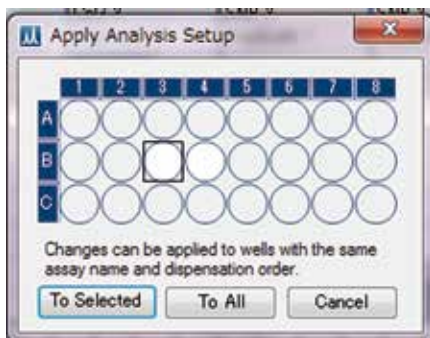 Apply Analysis Setup
1 2 3 4 5 6 7 8
A
B
C
Changes can be applied to wells with the same
assay name and dispensation order.
To Selected To All Cancel